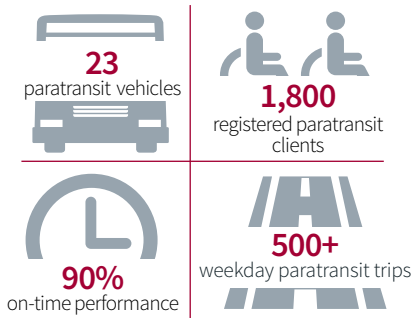 23
paratransit vehicles
1,800
registered paratransit
clients
90%
on-time performance
500+
weekday paratransit trips